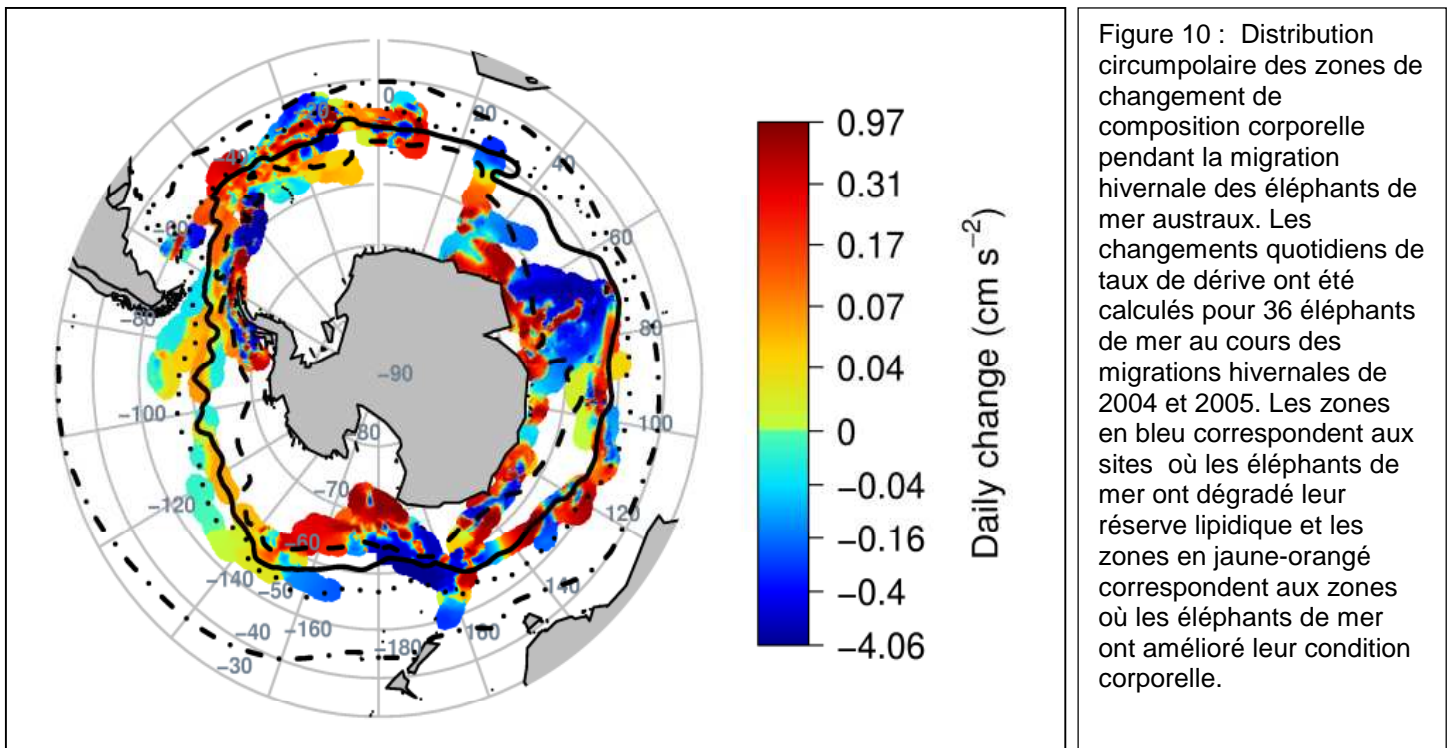 0
20
40
60
80
100
120
140
160
−180
−160
−140
−120
−100
−80
−60
−40
−20
−90
−80
−70
−60
−50
−40
−30
0.97
0.31
0.17
0.07
0.04
0
−0.04
−0.16
−0.4
−4.06
Daily change (cm s−2)
Figure 10 : Distribution
circumpolaire des zones de
changement de
composition corporelle
pendant la migration
hivernale des éléphants de
mer austraux. Les
changements quotidiens de
taux de dérive ont été
calculés pour 36 éléphants
de mer au cours des
migrations hivernales de
2004 et 2005. Les zones
en bleu correspondent aux
sites où les éléphants de
mer ont dégradé leur
réserve lipidique et les
zones en jaune-orangé
correspondent aux zones
où les éléphants de mer
ont amélioré leur condition
corporelle.